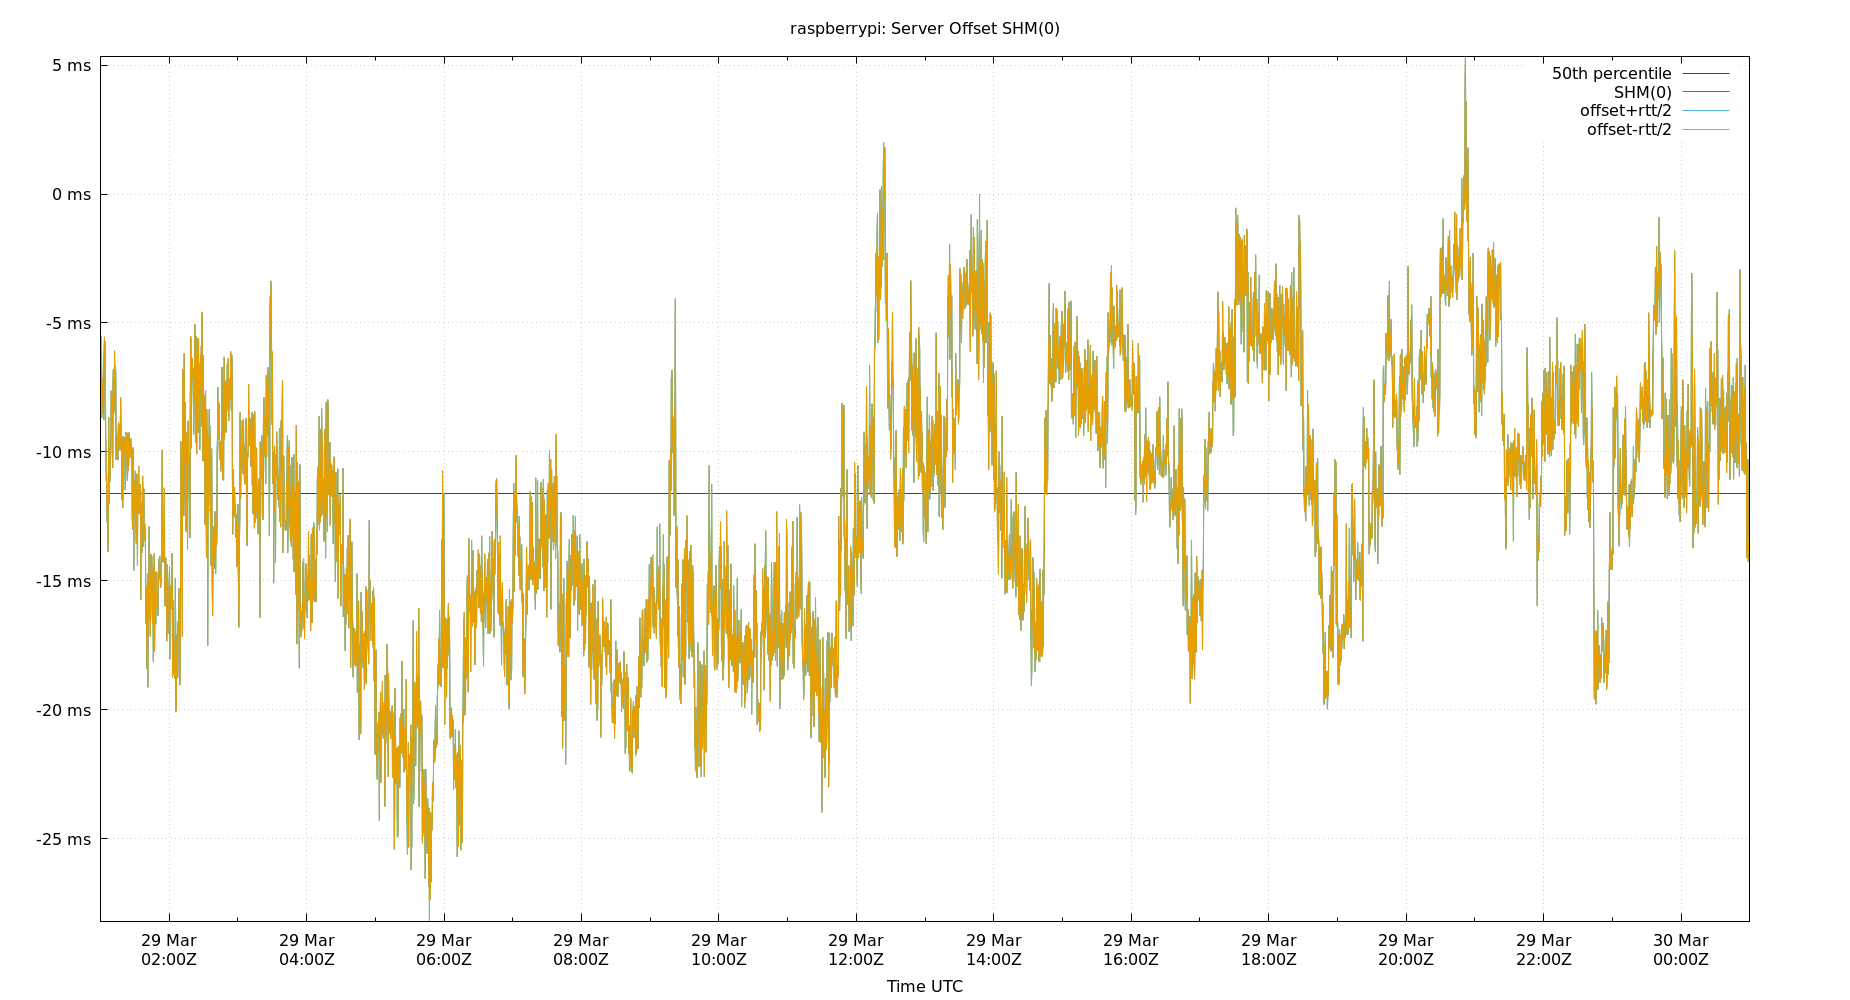 raspberrypi: Server Offset SHM(0)
5 ms
0 ms
-5 ms
-10 ms
-15 ms
-20 ms
-25 ms
50th percentile
SHM(0)
offset+rtt/2
offset-rtt/2
29 Mar 29 Mar 29 Mar 29 Mar 29 Mar 29 Mar 29 Mar 29 Mar 29 Mar 29 Mar 29 Mar 30 Mar
02:00Z 04:00Z 06:00Z 08:00Z 10:00Z 12:00Z 14:00Z 16:00Z 18:00Z 20:00Z 22:00Z 00:00Z
Time UTC